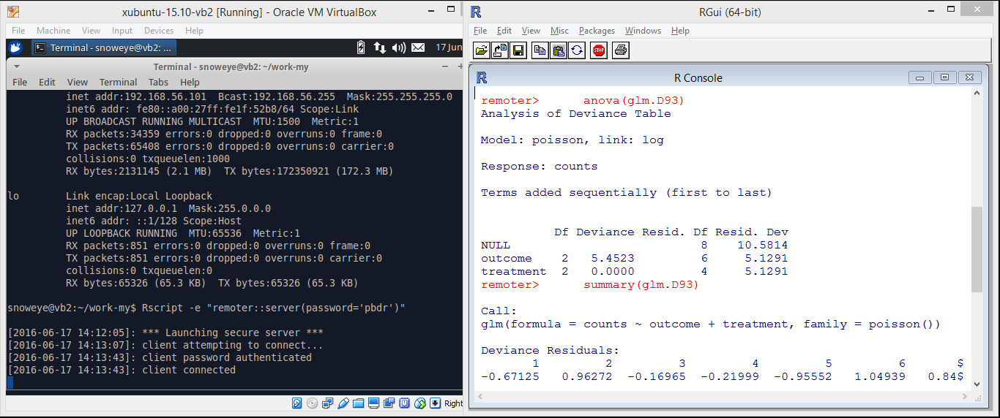 xubuntu-15.10-vb2 [Running] - Oracle VM VirtualBox
File Machine View Input Devices Help
Terminal - snoweye@vb2: ...
17 Jun
Terminal - snoweye@vb2: ~/work-my
File Edit View Terminal Tabs Help
inet addr:192.168.56.101  Bcast:192.168.56.255  Mask:255.255.255.0
inet6 addr: fe80::a00:27ff:fe1f:52b8/64 Scope:Link
UP BROADCAST RUNNING MULTICAST  MTU:1500  Metric:1
RX packets:34359 errors:0 dropped:0 overruns:0 frame:0
TX packets:65408 errors:0 dropped:0 overruns:0 carrier:0
collisions:0 txqueuelen:1000
RX bytes:2131145 (2.1 MB)  TX bytes:172350921 (172.3 MB)
lo        Link encap:Local Loopback
inet addr:127.0.0.1  Mask:255.0.0.0
inet6 addr: ::1/128 Scope:Host
UP LOOPBACK RUNNING  MTU:65536  Metric:1
RX packets:851 errors:0 dropped:0 overruns:0 frame:0
TX packets:851 errors:0 dropped:0 overruns:0 carrier:0
collisions:0 txqueuelen:0
RX bytes:65326 (65.3 KB)  TX bytes:65326 (65.3 KB)
snoweye@vb2:~/work-my$ Rscript -e "remoter::server(password='pbdr')"
[2016-06-17 14:12:05]: *** Launching secure server ***
[2016-06-17 14:13:07]: client attempting to connect...
[2016-06-17 14:13:43]: client password authenticated
[2016-06-17 14:13:43]: client connected
Right
RGui (64-bit)
File Edit View Misc Packages Windows Help
STOP
R Console
remoter>      anova(glm.D93)
Analysis of Deviance Table
Model: poisson, link: log
Response: counts
Terms added sequentially (first to last)
Df Deviance Resid. Df Resid. Dev
NULL                          8    10.5814
outcome    2   5.4523         6     5.1291
treatment  2   0.0000         4     5.1291
remoter>      summary(glm.D93)
Call:
glm(formula = counts ~ outcome + treatment, family = poisson())
Deviance Residuals:
1         2         3         4         5         6       $
-0.67125   0.96272  -0.16965  -0.21999  -0.95552   1.04939   0.84$